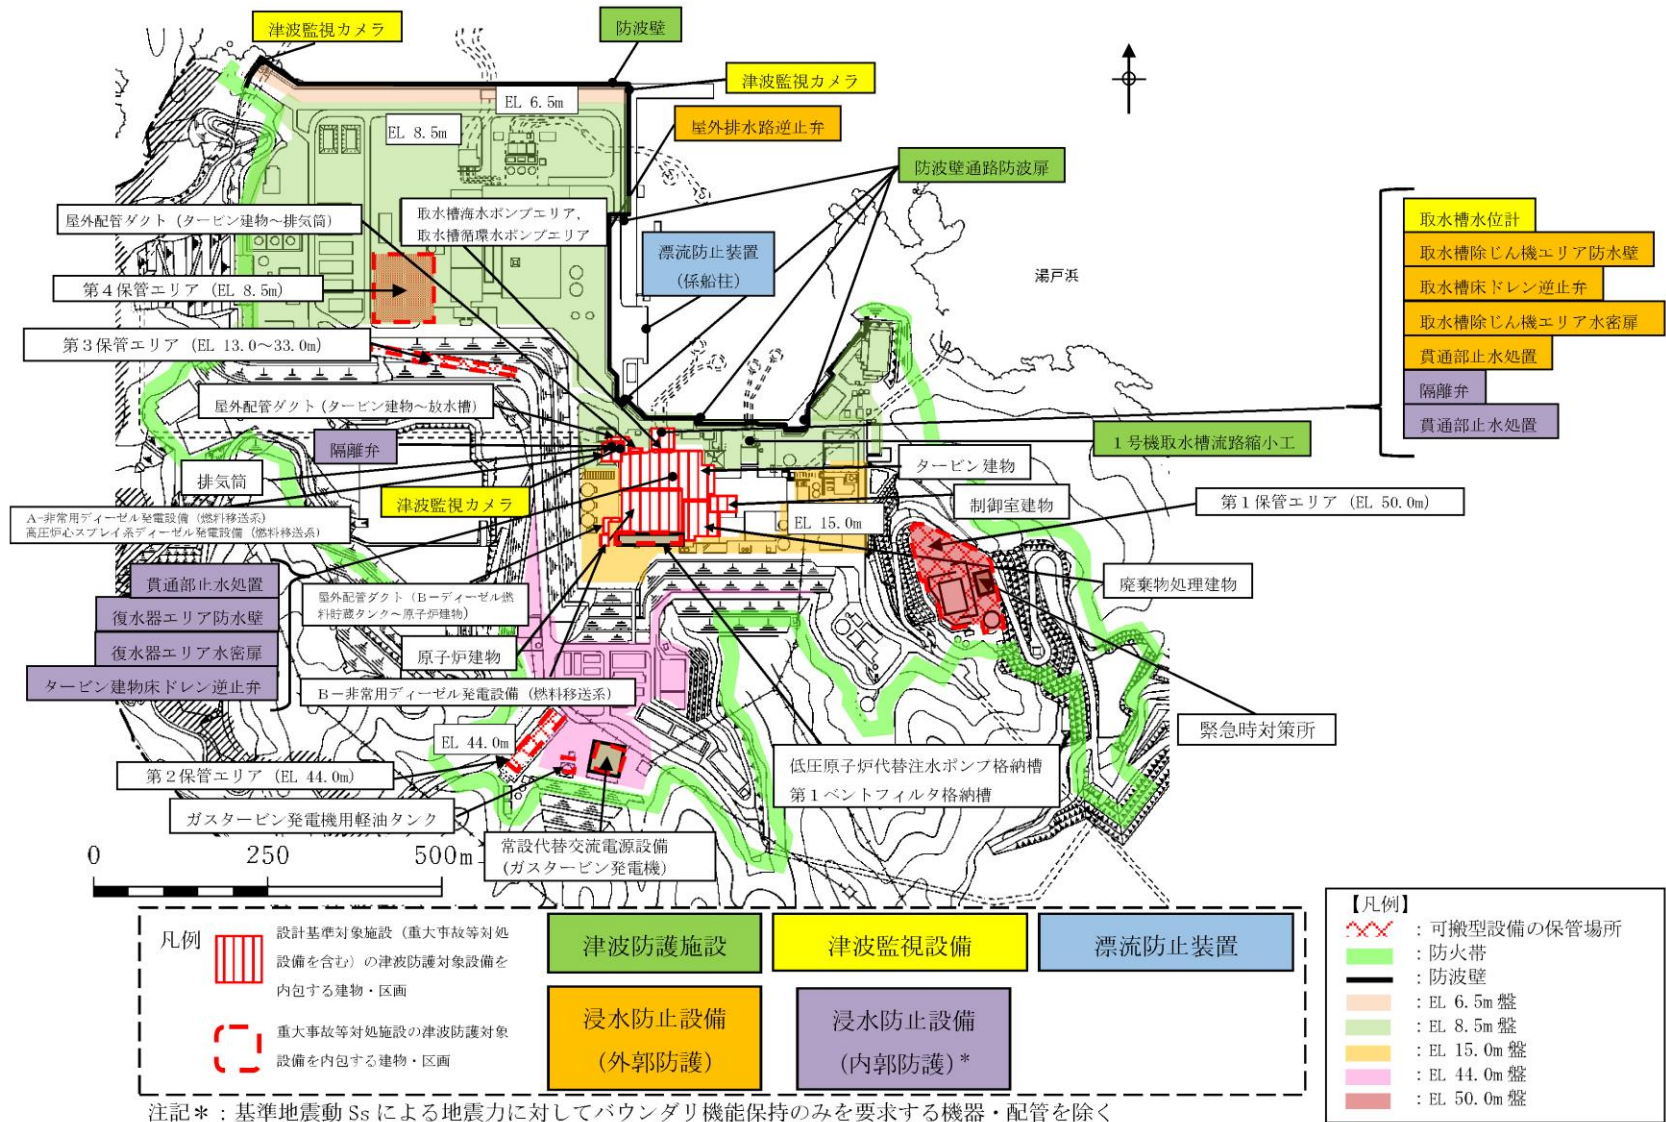 津波監視カメラ
防波壁
津波監視カメラ
EL 6.5m
EL 8.5m
屋外排水路逆止弁
防波壁通路防波扉
屋外配管ダクト（タービン建物～排気筒）
取水槽海水ポンプエリア，
取水槽循環水ポンプエリア
漂流防止装置
（係船柱）
湯戸浜
取水槽水位計
取水槽除じん機エリア防水壁
取水槽床ドレン逆止弁
取水槽除じん機エリア水密扉
貫通部止水処置
隔離弁
貫通部止水処置
第４保管エリア（EL 8.5m）
第３保管エリア（EL 13.0～33.0m）
屋外配管ダクト（タービン建物～放水槽）
隔離弁
排気筒
津波監視カメラ
１号機取水槽流路縮小工
タービン建物
制御室建物
第１保管エリア（EL 50.0m）
A-非常用ディーゼル発電設備（燃料移送系）
高圧炉心スプレイ系ディーゼル発電設備（燃料移送系）
EL 15.0m
貫通部止水処置
復水器エリア防水壁
復水器エリア水密扉
タービン建物床ドレン逆止弁
屋外配管ダクト（B－ディーゼル燃
料貯蔵タンク～原子炉建物）
廃棄物処理建物
原子炉建物
B－非常用ディーゼル発電設備（燃料移送系）
緊急時対策所
EL 44.0m
第２保管エリア（EL 44.0m）
低圧原子炉代替注水ポンプ格納槽
第１ベントフィルタ格納槽
ガスタービン発電機用軽油タンク
常設代替交流電源設備
（ガスタービン発電機）
0 250 500m
凡例
設計基準対象施設（重大事故等対処
設備を含む）の津波防護対象設備を
内包する建物・区画
重大事故等対処施設の津波防護対象
設備を内包する建物・区画
津波防護施設
津波監視設備
漂流防止装置
浸水防止設備
（外郭防護）
浸水防止設備
（内郭防護）*
【凡例】
：可搬型設備の保管場所
：防火帯
：防波壁
：EL 6.5m 盤
：EL 8.5m 盤
：EL 15.0m 盤
：EL 44.0m 盤
：EL 50.0m 盤
注記＊：基準地震動 Ss による地震力に対してバウンダリ機能保持のみを要求する機器・配管を除く